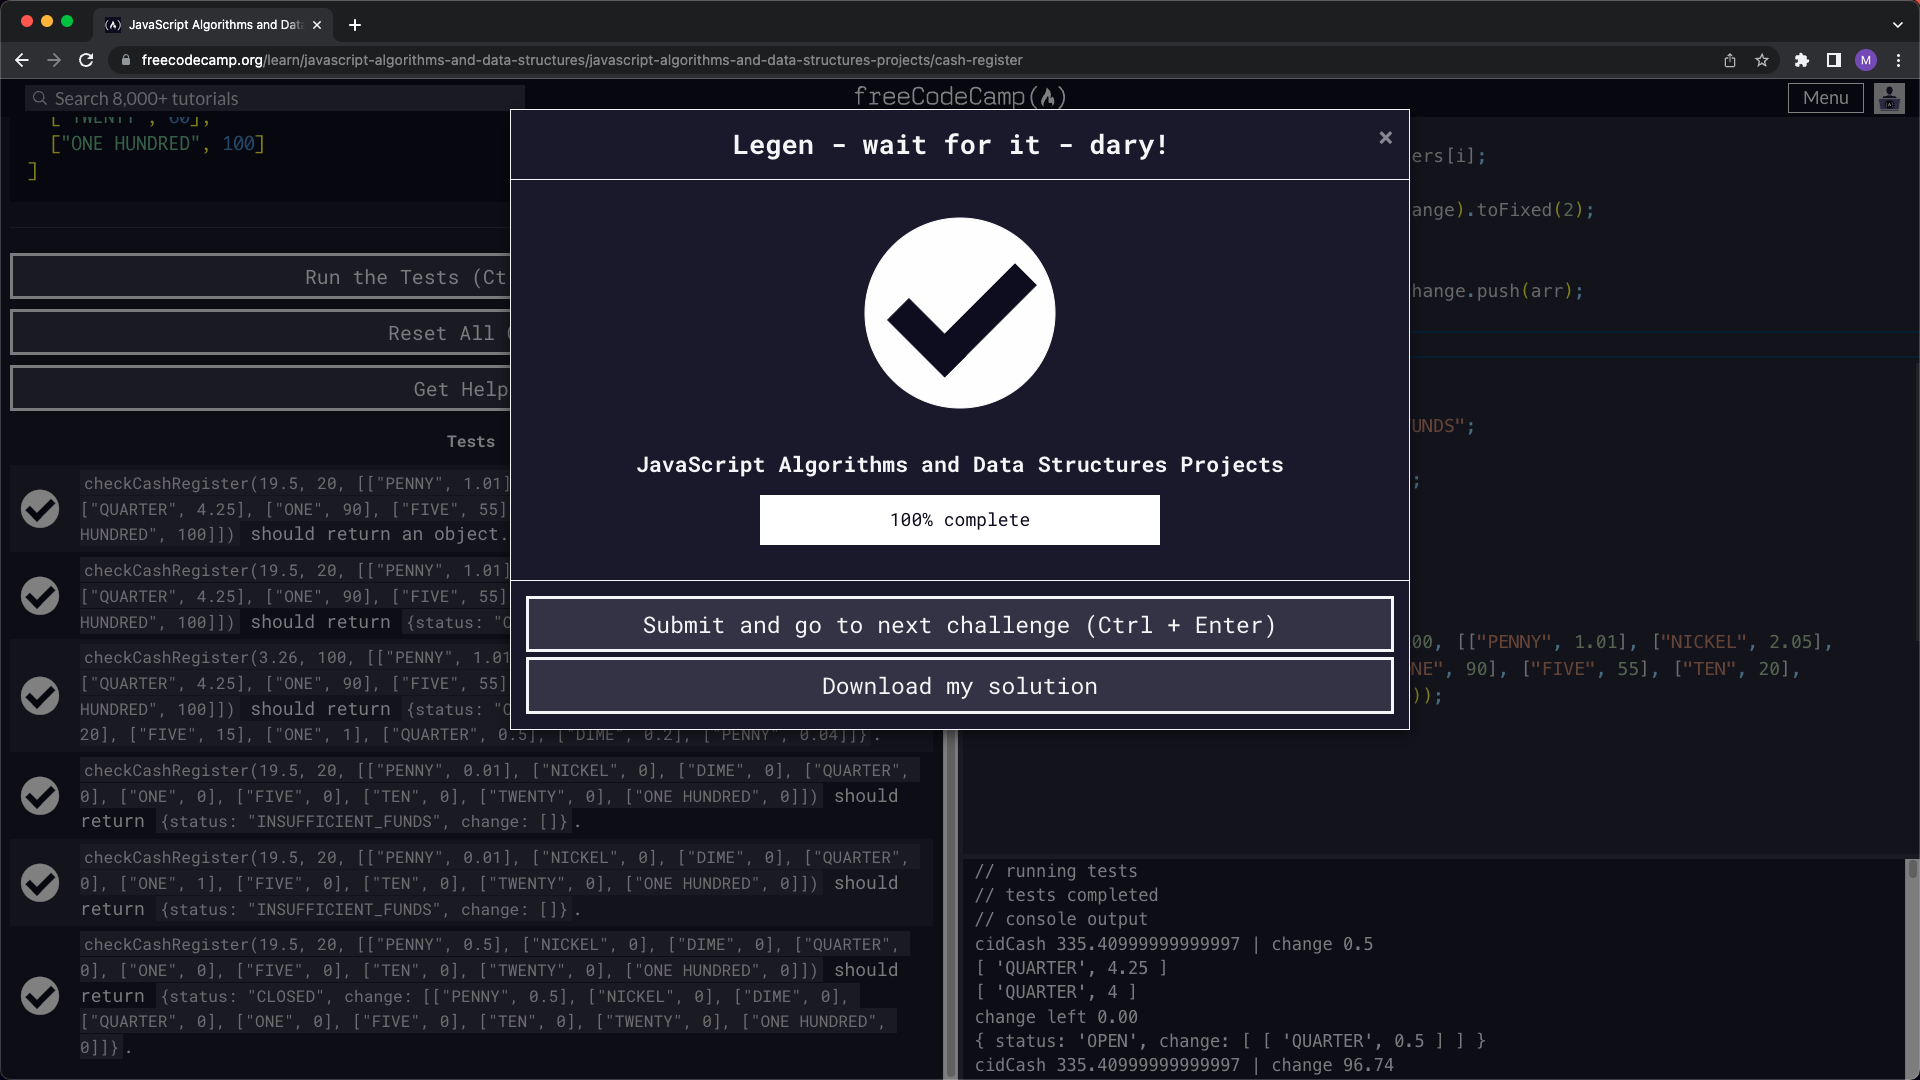 JavaScript Algorithms and Dat
freecodecamp.org/learn/javascript-algorithms-and-data-structures/javascript-algorithms-and-data-structures-projects/cash-register
M
Search 8,000+ tutorials
freeCodeCamp
Menu
["TWENTY", 60],
["ONE HUNDRED", 100]
]
Run the Tests (Ct
Reset All
Get Help
Tests
checkCashRegister(19.5, 20, [["PENNY", 1.01]
["QUARTER", 4.25], ["ONE", 90], ["FIVE", 55]
HUNDRED", 100]]) should return an object.
checkCashRegister(19.5, 20, [["PENNY", 1.01]
["QUARTER", 4.25], ["ONE", 90], ["FIVE", 55]
HUNDRED", 100]]) should return {status: "O
checkCashRegister(3.26, 100, [["PENNY", 1.01
["QUARTER", 4.25], ["ONE", 90], ["FIVE", 55]
HUNDRED", 100]]) should return {status: "O
20], ["FIVE", 15], ["ONE", 1], ["QUARTER", 0.5], ["DIME", 0.2], ["PENNY", 0.04]]}.
checkCashRegister(19.5, 20, [["PENNY", 0.01], ["NICKEL", 0], ["DIME", 0], ["QUARTER",
0], ["ONE", 0], ["FIVE", 0], ["TEN", 0], ["TWENTY", 0], ["ONE HUNDRED", 0]]) should
return {status: "INSUFFICIENT_FUNDS", change: []}.
checkCashRegister(19.5, 20, [["PENNY", 0.01], ["NICKEL", 0], ["DIME", 0], ["QUARTER",
0], ["ONE", 1], ["FIVE", 0], ["TEN", 0], ["TWENTY", 0], ["ONE HUNDRED", 0]]) should
return {status: "INSUFFICIENT_FUNDS", change: []}.
checkCashRegister(19.5, 20, [["PENNY", 0.5], ["NICKEL", 0], ["DIME", 0], ["QUARTER",
0], ["ONE", 0], ["FIVE", 0], ["TEN", 0], ["TWENTY", 0], ["ONE HUNDRED", 0]]) should
return {status: "CLOSED", change: [["PENNY", 0.5], ["NICKEL", 0], ["DIME", 0],
["QUARTER", 0], ["ONE", 0], ["FIVE", 0], ["TEN", 0], ["TWENTY", 0], ["ONE HUNDRED",
0]]}.
Legen - wait for it - dary!
×
JavaScript Algorithms and Data Structures Projects
100% complete
Submit and go to next challenge (Ctrl + Enter)
Download my solution
ers[i];
ange).toFixed(2);
hange.push(arr);
UNDS";
;
00, [["PENNY", 1.01], ["NICKEL", 2.05],
NE", 90], ["FIVE", 55], ["TEN", 20],
));
// running tests
// tests completed
// console output
cidCash 335.40999999999997 | change 0.5
[ 'QUARTER', 4.25 ]
[ 'QUARTER', 4 ]
change left 0.00
{ status: 'OPEN', change: [ [ 'QUARTER', 0.5 ] ] }
cidCash 335.40999999999997 | change 96.74